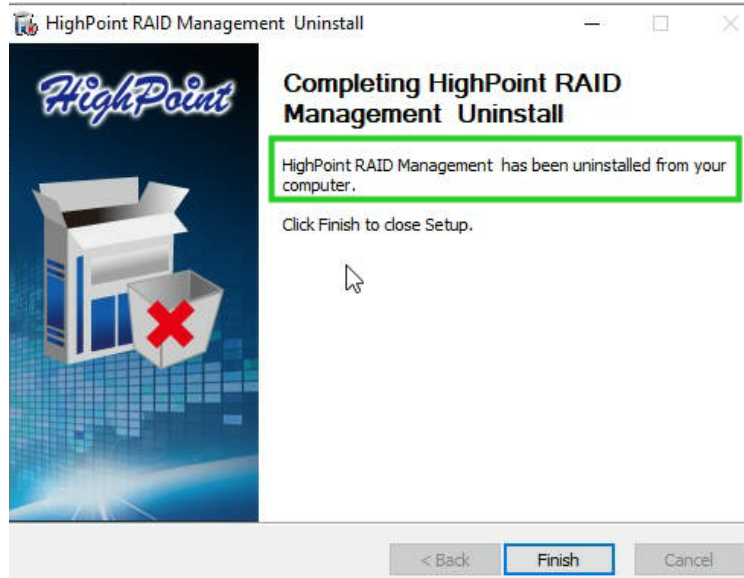 HighPoint RAID Management Uninstall
HighPoint
Completing HighPoint RAID
Management Uninstall
HighPoint RAID Management has been uninstalled from your
computer.
Click Finish to close Setup.
< Back
Finish
Cancel